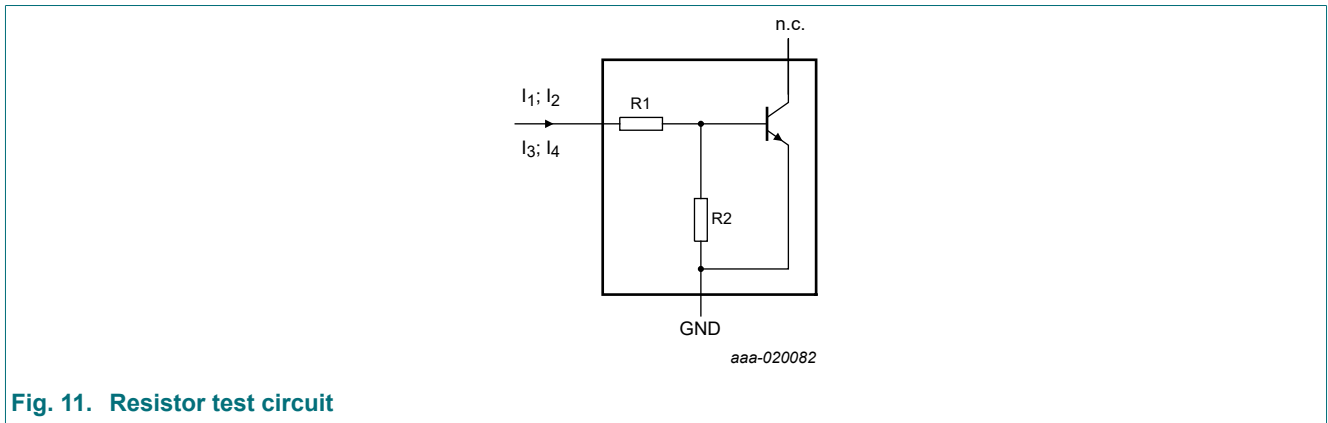 n.c.
I1; I2
R1
I3; I4
R2
GND
aaa-020082
Fig. 11. Resistor test circuit